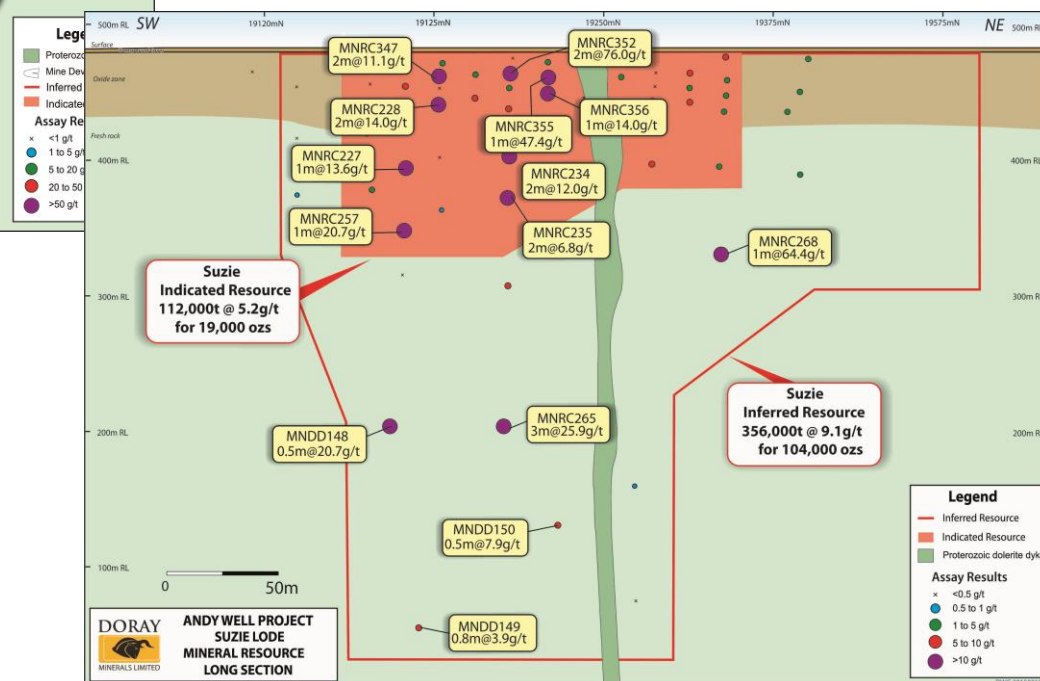 500m RL
SW
19120mN
19125mN
19250mN
19375mN
19575mN
NE
500m RL
Surface
Oxide zone
Fresh rock
400m RL
400m RL
300m RL
300m RL
200m RL
200m RL
100m RL
MNRC347
2m@11.1g/t
MNRC352
2m@76.0g/t
MNRC228
2m@14.0g/t
MNRC355
1m@47.4g/t
MNRC356
1m@14.0g/t
MNRC227
1m@13.6g/t
MNRC234
2m@12.0g/t
MNRC257
1m@20.7g/t
MNRC235
2m@6.8g/t
MNRC268
1m@64.4g/t
Suzie
Indicated Resource
112,000t @ 5.2g/t
for 19,000 ozs
MNDD148
0.5m@20.7g/t
MNRC265
3m@25.9g/t
Suzie
Inferred Resource
356,000t @ 9.1g/t
for 104,000 ozs
MNDD150
0.5m@7.9g/t
MNDD149
0.8m@3.9g/t
0
50m
DORAY
MINERALS LIMITED
ANDY WELL PROJECT
SUZIE LODE
MINERAL RESOURCE
LONG SECTION
Legend
Inferred Resource
Indicated Resource
Proterozoic dolerite dyk
Assay Results
<0.5 g/t
0.5 to 1 g/t
1 to 5 g/t
5 to 10 g/t
>10 g/t
Leg
Proteroz
Mine Dev
Inferred
Indicated
Assay Re
<1 g/t
1 to 5 g/t
5 to 20 g
20 to 50
>50 g/t